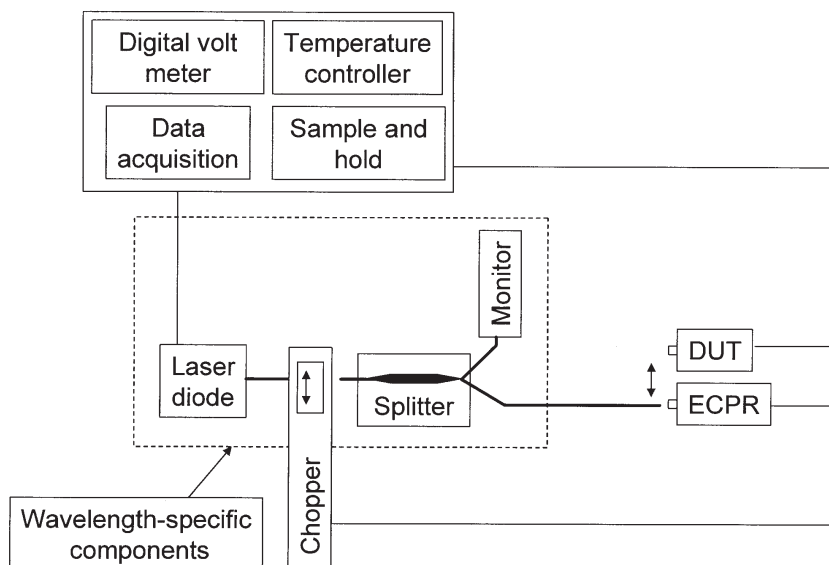 Digital volt
meter
Temperature
controller
Data
acquisition
Sample and
hold
Monitor
Laser
diode
Splitter
DUT
ECPR
Chopper
Wavelength-specific
components